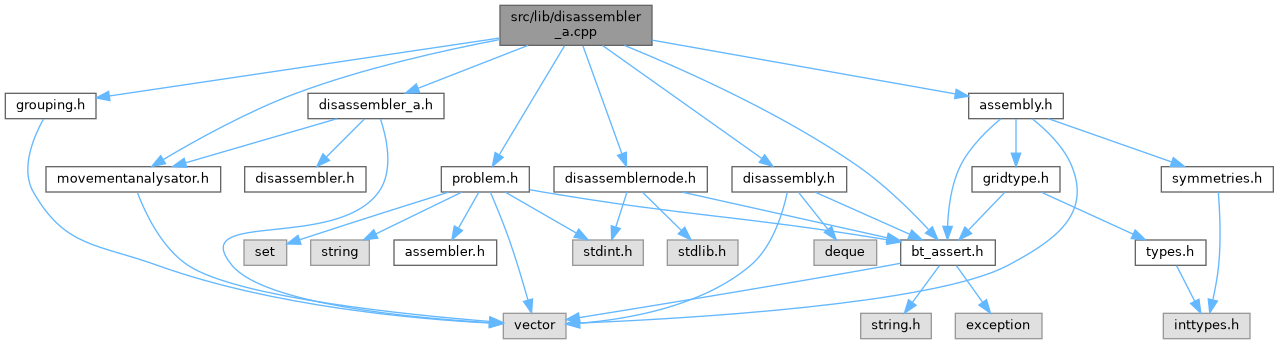 src/lib/disassembler
_a.cpp
grouping.h
disassembler_a.h
assembly.h
movementanalysator.h
disassembler.h
problem.h
disassemblernode.h
disassembly.h
gridtype.h
symmetries.h
set
string
assembler.h
stdint.h
stdlib.h
deque
bt_assert.h
types.h
vector
string.h
exception
inttypes.h